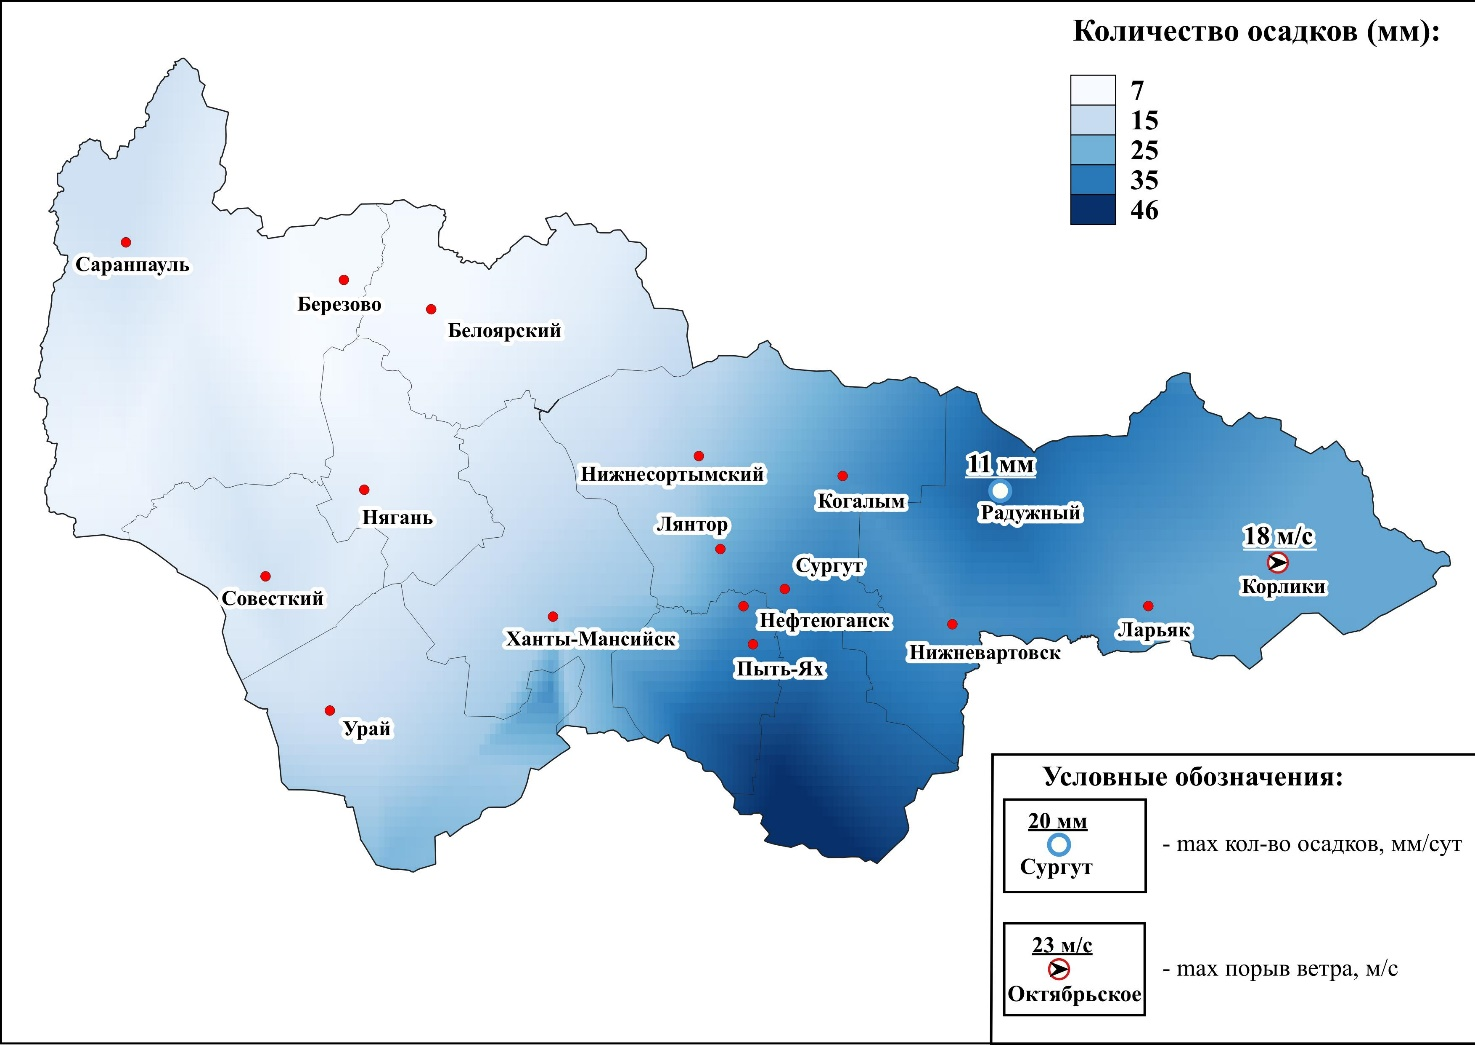 Количество осадков (мм):
7
15
25
35
46
Саранпауль
Березово
Белоярский
Нижнесортымский
11 мм
Радужный
Когалым
Нягань
Лянтор
18 м/с
Корлики
Сургут
Совесткий
Нефтеюганск
Ханты-Мансийск
Ларьяк
Нижневартовск
Пыть-Ях
Урай
Условные обозначения:
20 мм
Сургут
- max кол-во осадков, мм/сут
23 м/с
Октябрьское
- max порыв ветра, м/с